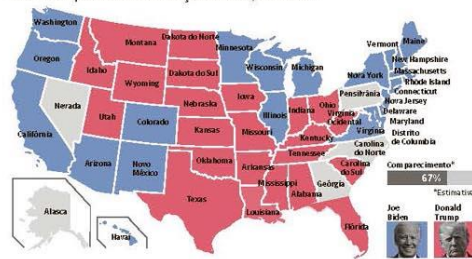 Washington
Oregon
Califórnia
Nevada
Idaho
Montana
Wyoming
Utah
Arizona
Colorado
Novo
México
Dakota do Norte
Dakota do Sul
Nebraska
Kansas
Oklahoma
Texas
Minnesota
Iowa
Missouri
Arkansas
Louisiana
Wisconsin
Illinois
Michigan
Indiana
Ohio
Kentucky
Tennessee
Mississippi
Alabama
Geórgia
Flórida
Virgínia
Ocidental
Virgínia
Carolina
do Norte
Carolina
do Sul
Pensilvânia
Nova York
Vermont
Maine
New Hampshire
Massachusetts
Rhode Island
Connecticut
Nova Jersey
Delaware
Maryland
Distrito
de Columbia
Alasca
Havaí
Comparecimento*
67%
*Estimativ
Joe
Biden
Donald
Trump